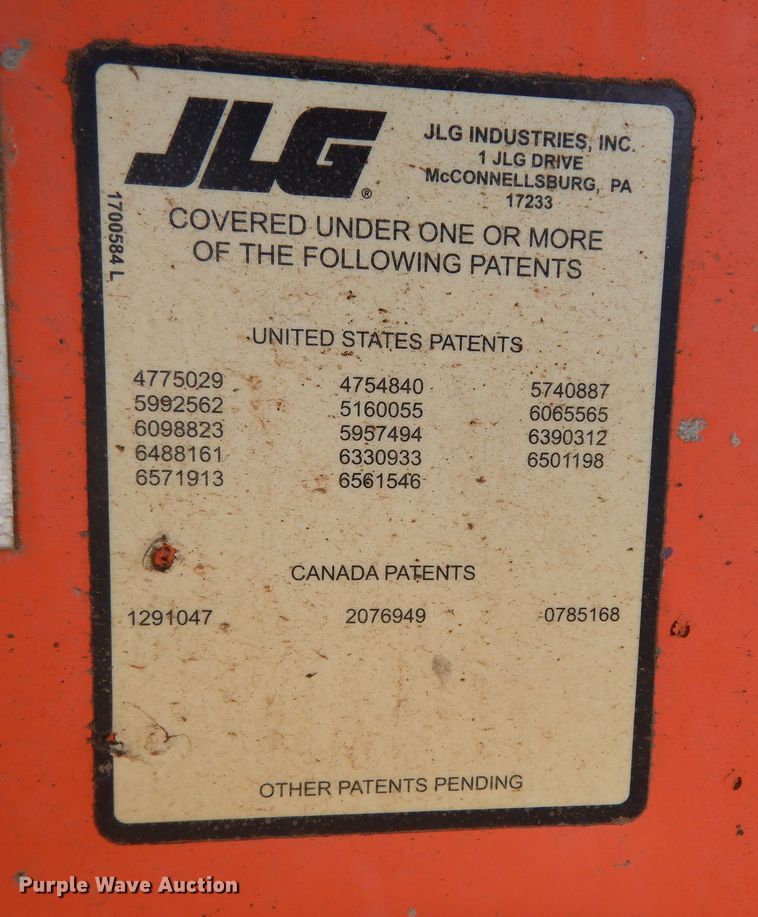 JLG®
JLG INDUSTRIES, INC.
1 JLG DRIVE
McCONNELLSBURG, PA
17233
1700584 L
COVERED UNDER ONE OR MORE
OF THE FOLLOWING PATENTS
UNITED STATES PATENTS
4775029 4754840 5740887
5992562 5160055 6065565
6098823 5957494 6390312
6488161 6330933 6501198
6571913 6561546
CANADA PATENTS
1291047 2076949 0785168
OTHER PATENTS PENDING
Purple Wave Auction